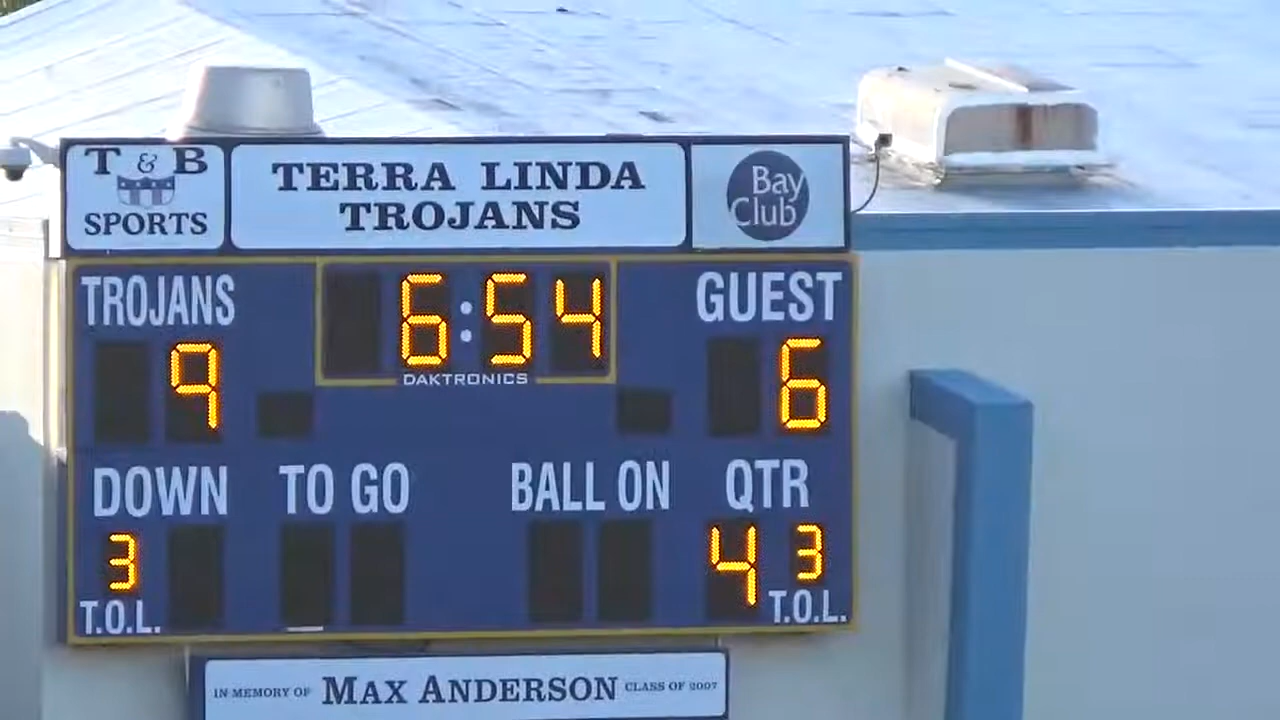 T & B
SPORTS
TERRA LINDA
TROJANS
Bay
Club
TROJANS
6:54
GUEST
9
6
DAKTRONICS
DOWN
TO GO
BALL ON
QTR
3
4
3
T.O.L.
T.O.L.
IN MEMORY OF MAX ANDERSON CLASS OF 2007